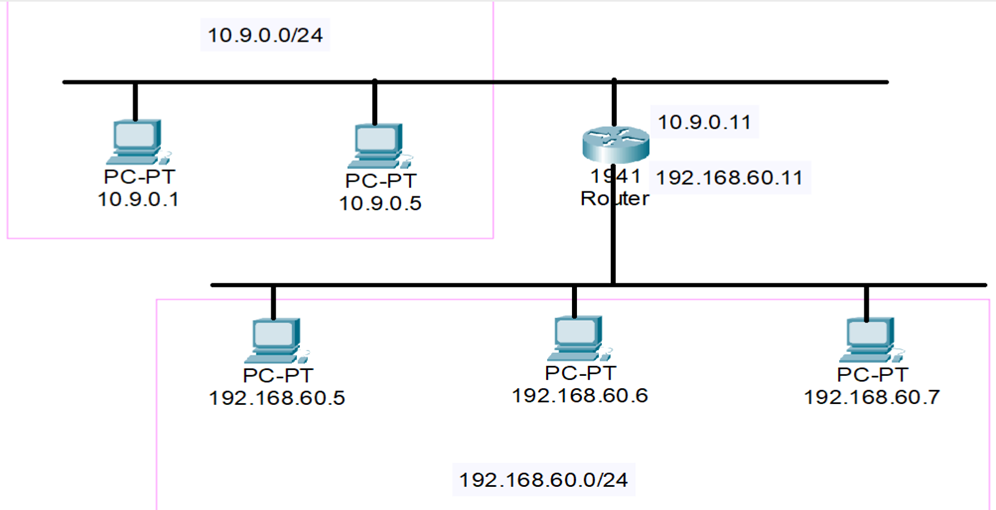 10.9.0.0/24
10.9.0.11
PC-PT
10.9.0.1
PC-PT
10.9.0.5
1941
Router
192.168.60.11
PC-PT
192.168.60.5
PC-PT
192.168.60.6
PC-PT
192.168.60.7
192.168.60.0/24